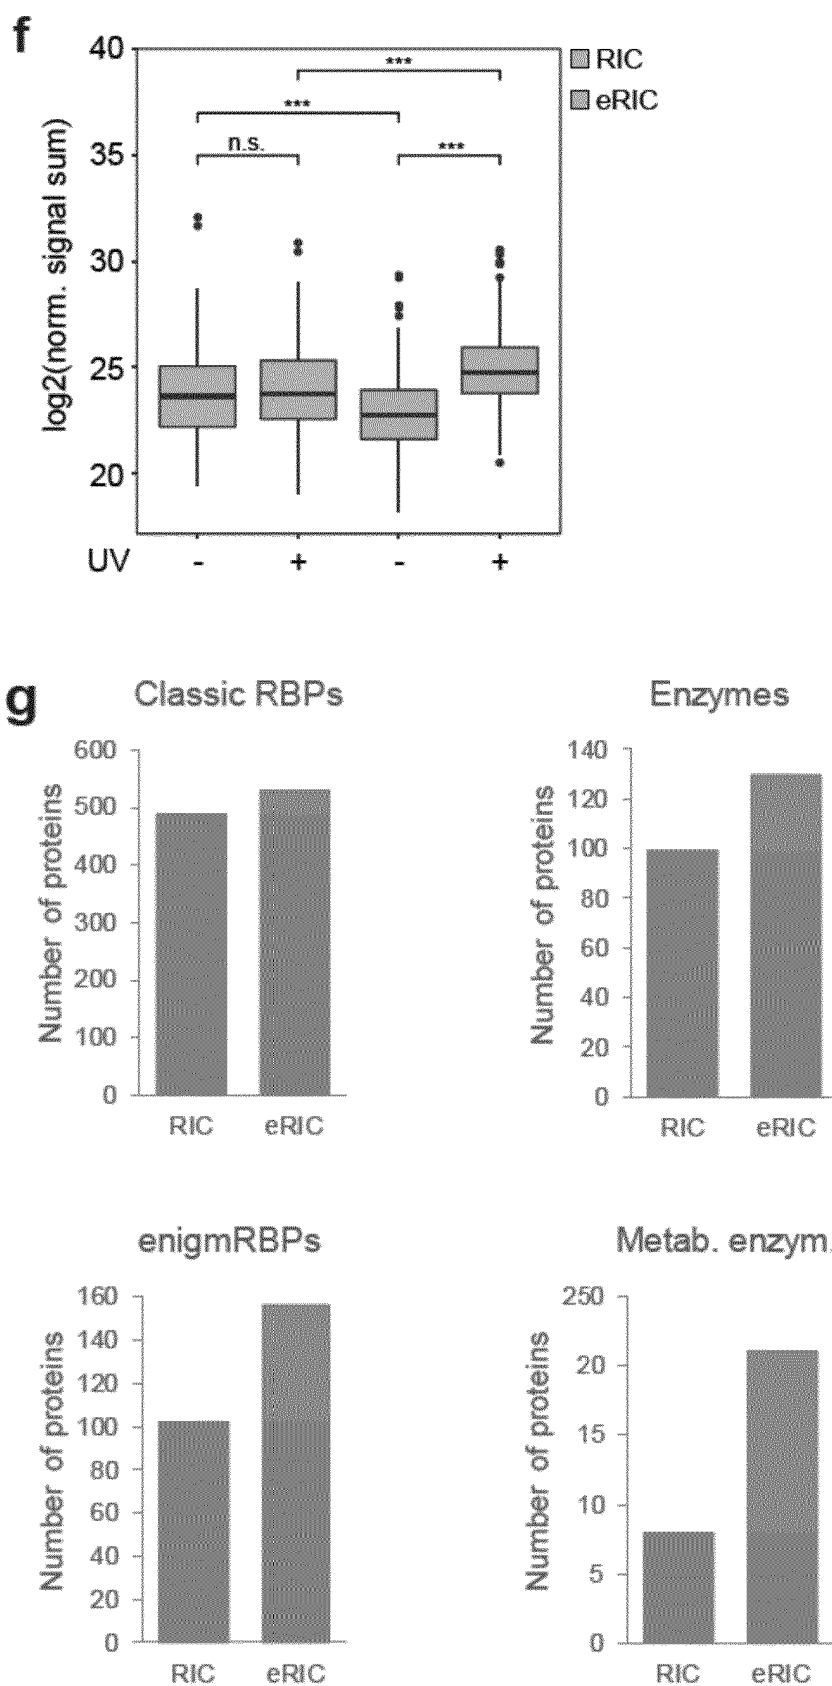 f
40
35
30
25
20
log2(norm. signal sum)
***
***
n.s.
***
RIC
eRIC
UV - + - +
g
Classic RBPs
600
500
400
300
200
100
0
Number of proteins
RIC eRIC
Enzymes
140
120
100
80
60
40
20
0
Number of proteins
RIC eRIC
enigmRBPs
160
140
120
100
80
60
40
20
0
Number of proteins
RIC eRIC
Metab. enzym.
250
20
15
10
5
0
Number of proteins
RIC eRIC